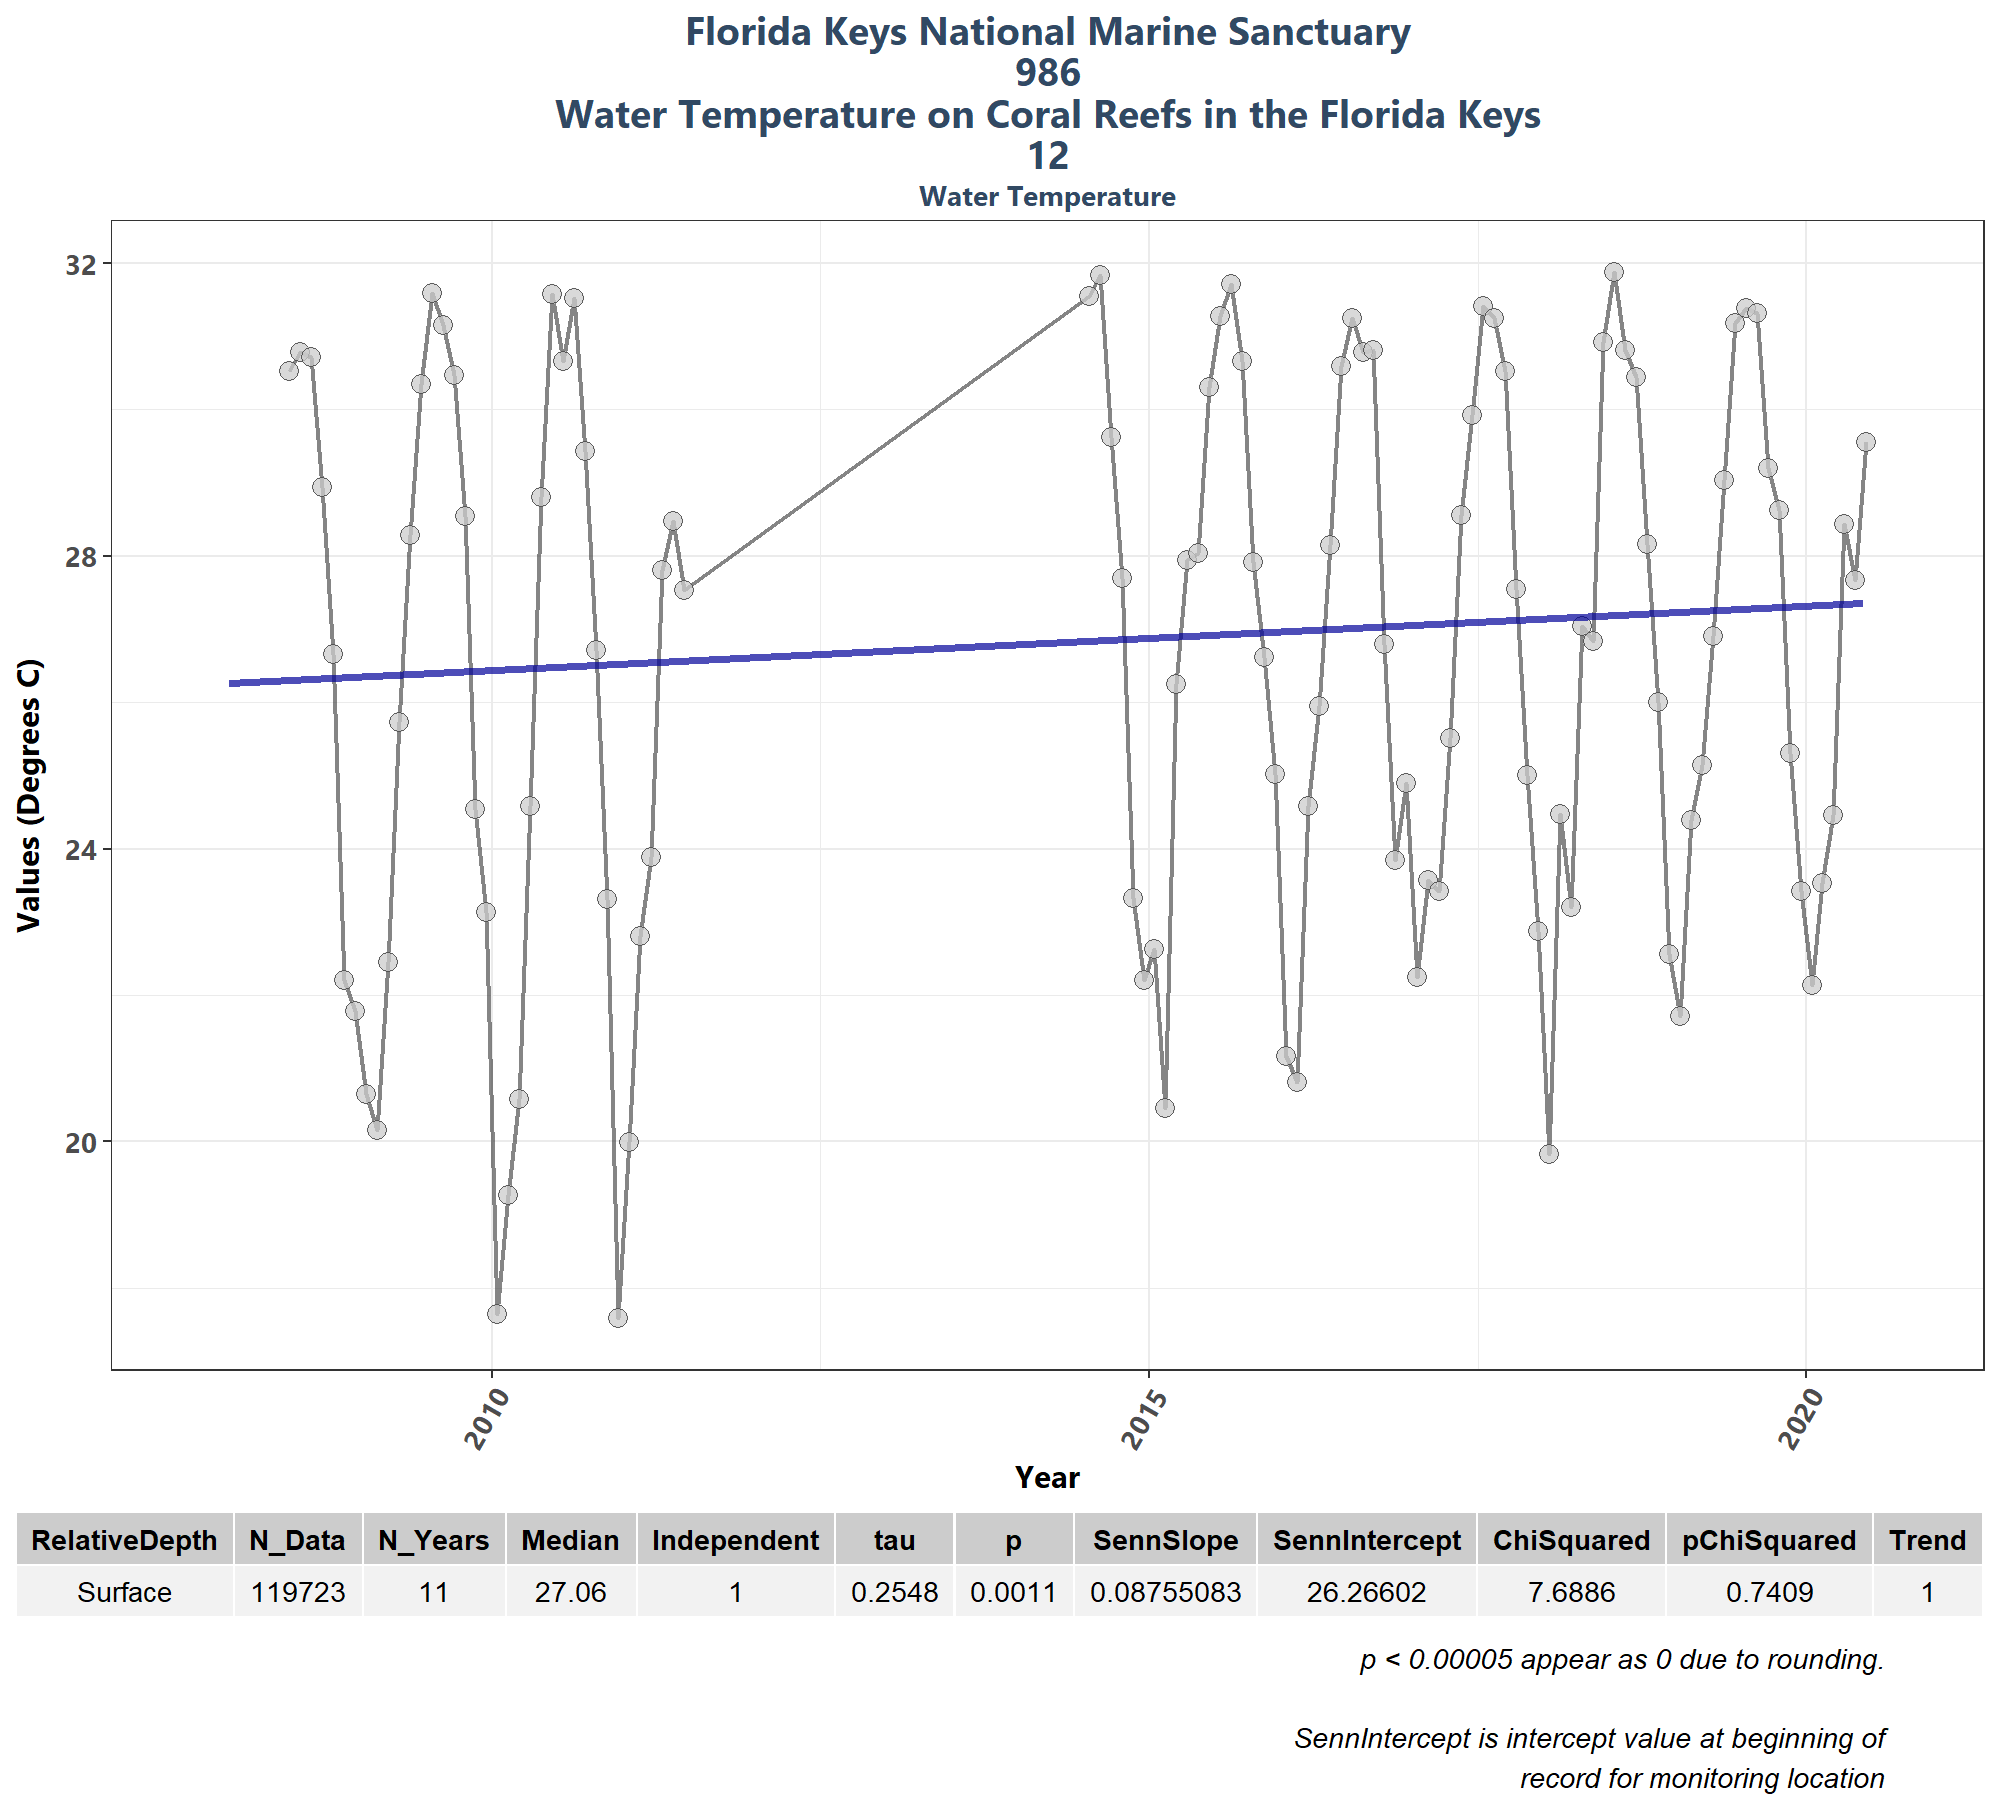 Florida Keys National Marine Sanctuary
986
Water Temperature on Coral Reefs in the Florida Keys
12
Water Temperature
Values (Degrees C)
32
28
24
20
2010
2015
2020
Year
RelativeDepth N_Data N_Years Median Independent tau p SennSlope SennIntercept ChiSquared pChiSquared Trend
Surface 119723 11 27.06 1 0.2548 0.0011 0.08755083 26.26602 7.6886 0.7409 1
p < 0.00005 appear as 0 due to rounding.
SennIntercept is intercept value at beginning of
record for monitoring location